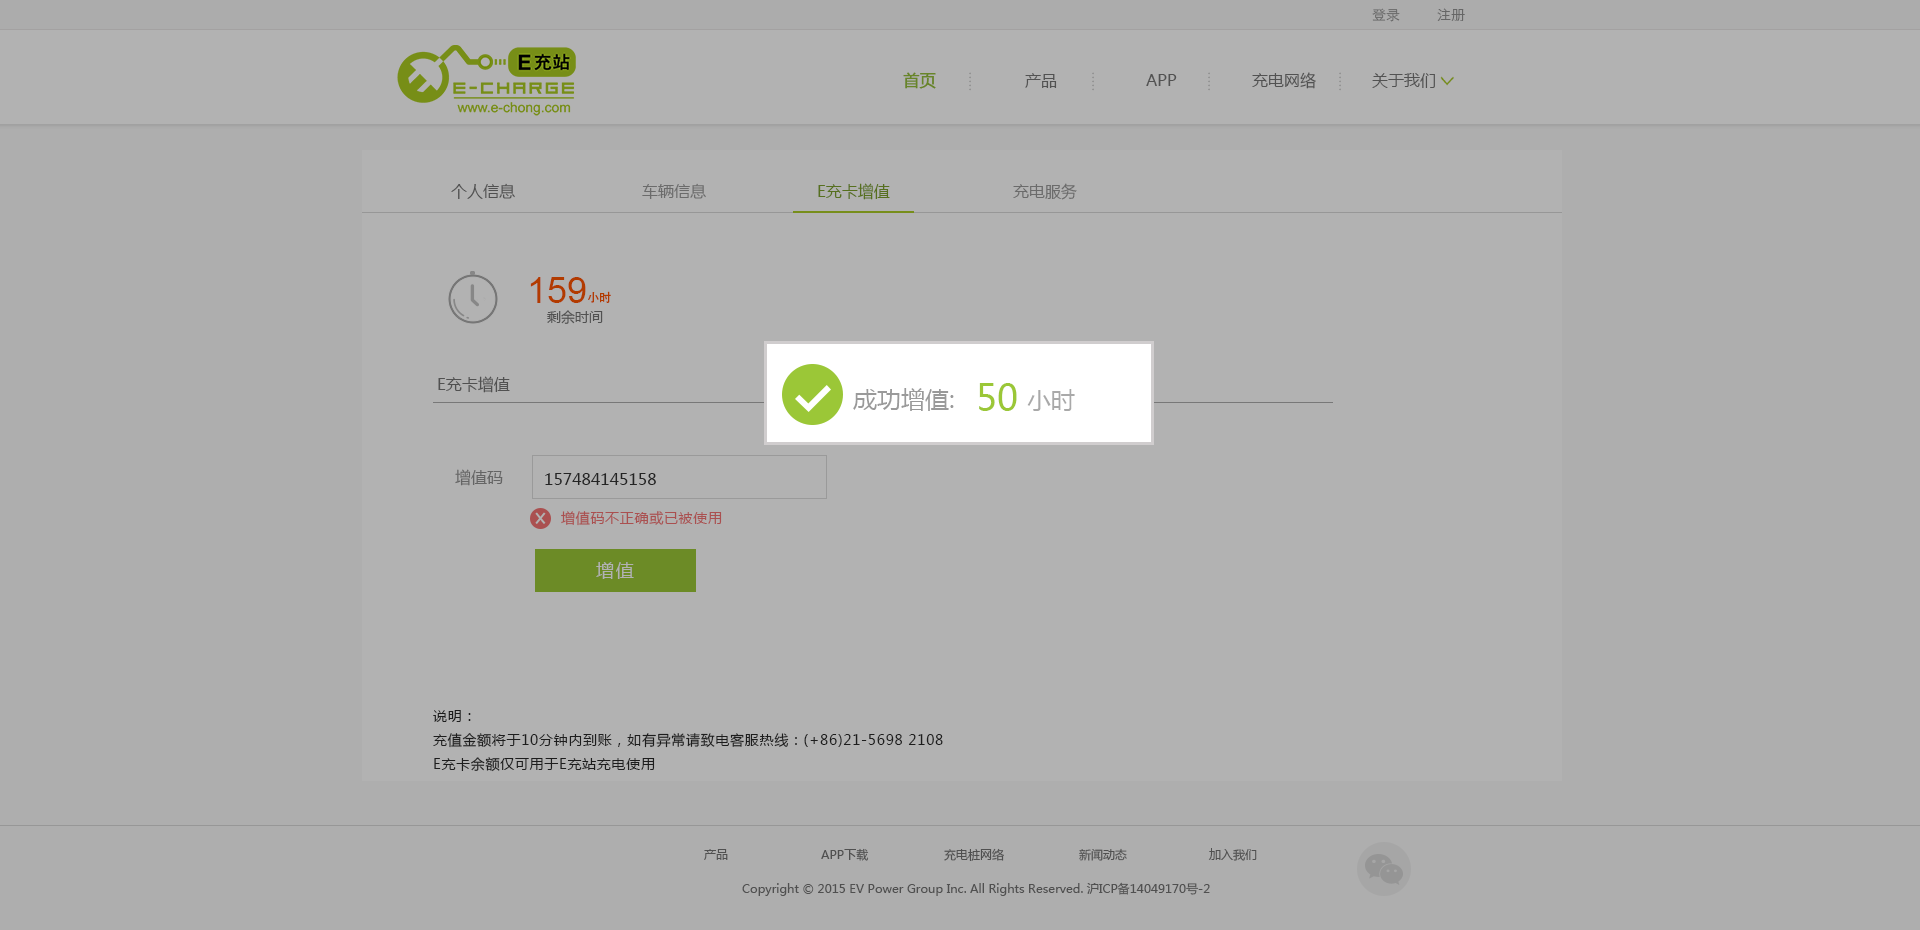 登录 注册
E充站
E-CHARGE
www.e-chong.com
首页 产品 APP 充电网络 关于我们
个人信息 车辆信息 E充卡增值 充电服务
159小时
剩余时间
E充卡增值
成功增值: 50 小时
增值码 157484145158
增值码不正确或已被使用
增值
说明：
充值金额将于10分钟内到账，如有异常请致电客服热线：(+86)21-5698 2108
E充卡余额仅可用于E充站充电使用
产品 APP下载 充电桩网络 新闻动态 加入我们
Copyright © 2015 EV Power Group Inc. All Rights Reserved. 沪ICP备14049170号-2